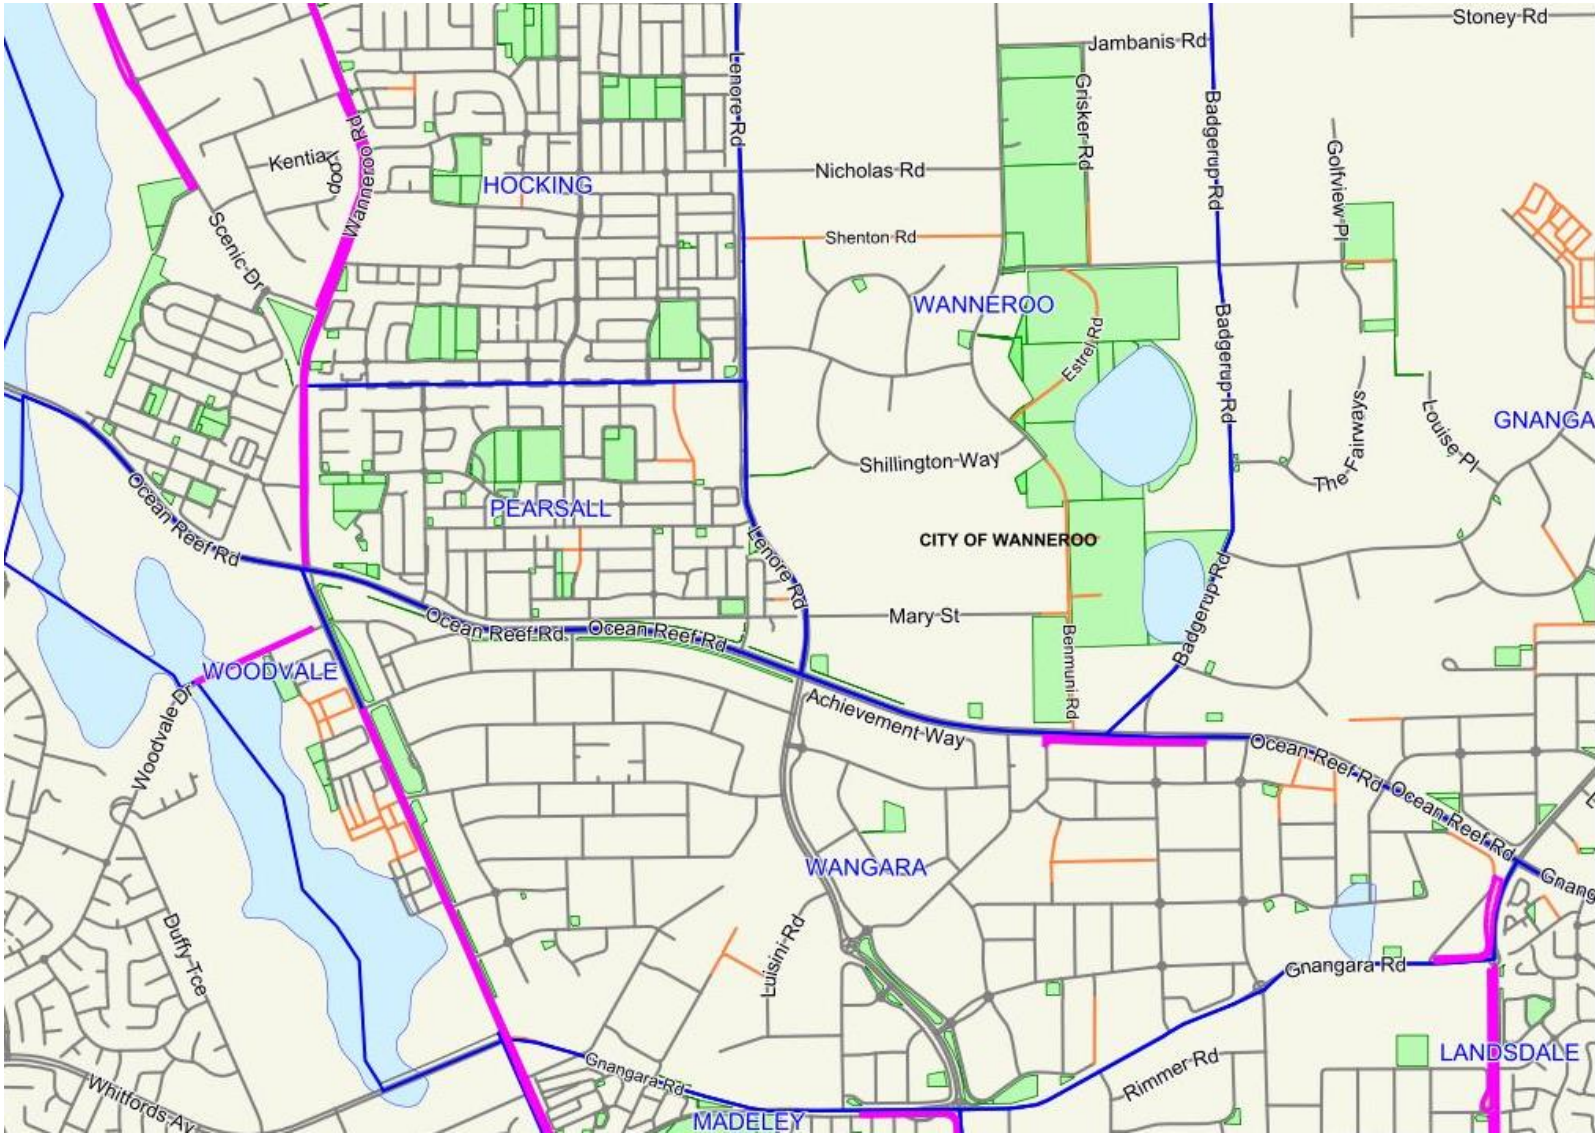 Stoney Rd
Jambanis Rd
Lenore Rd
Grisker Rd
Badgerup Rd
Wanneroo Rd
Kentia Loop
Nicholas Rd
Golfview Pl
HOCKING
Scenic Dr
Shenton Rd
WANNEROO
Badgerup Rd
Estrel Pl
The Fairways
Louise Pl
GNANGA
Shillington Way
Ocean Reef Rd
PEARSALL
CITY OF WANNEROO
Lenore Rd
Badgerup Rd
Mary St
Ocean Reef Rd
Ocean Reef Rd
Benmuni Rd
WOODVALE
Woodvale Dr
Achievement Way
Ocean Reef Rd
Ocean Reef Rd
WANGARA
Gnang
Duffy Tce
Luisini Rd
Gnangara Rd
LANDSDALE
Gnangara Rd
Rimmer Rd
Whitfords Av
MADELEY